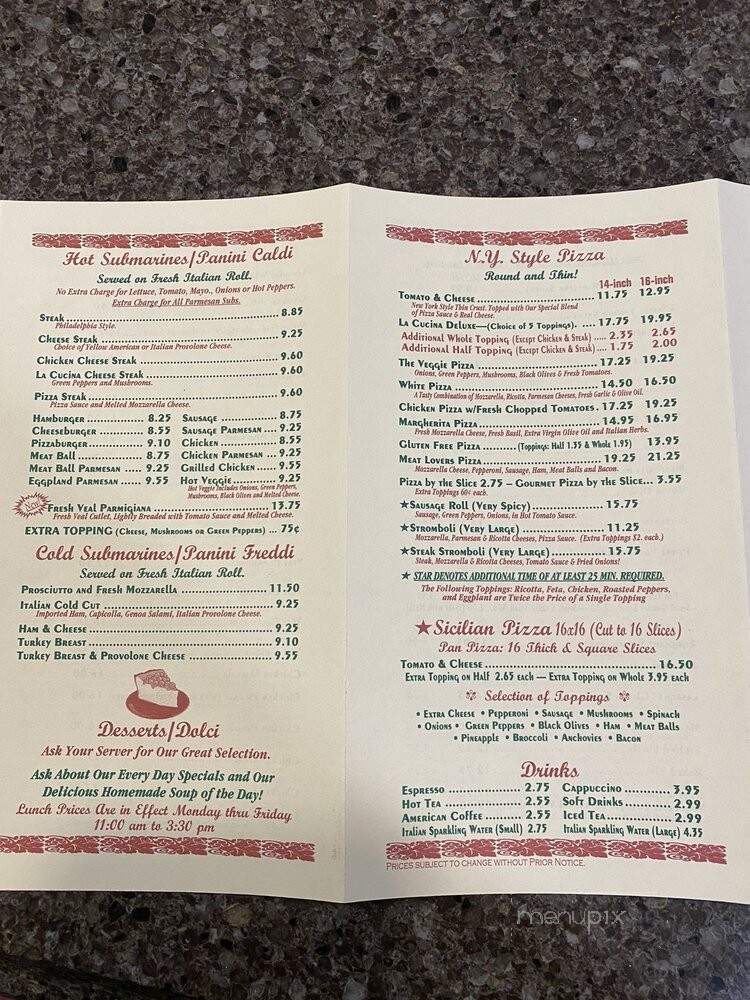 Hot Submarines/Panini Caldi
Served on Fresh Italian Roll.
No Extra Charge for Lettuce, Tomato, Mayo., Onions or Hot Peppers.
Extra Charge for All Parmesan Subs.
Steak 8.85
Philadelphia Style.
Cheese Steak 9.25
Choice of Yellow American or Italian Provolone Cheese.
Chicken Cheese Steak 9.60
La Cucina Cheese Steak 9.60
Green Peppers and Mushrooms.
Pizza Steak 9.60
Pizza Sauce and Melted Mozzarella Cheese.
Hamburger 8.25 Sausage 8.75
Cheeseburger 8.55 Sausage Parmesan 9.25
Pizzaburger 9.10 Chicken 8.55
Meat Ball 8.75 Chicken Parmesan 9.25
Meat Ball Parmesan 9.25 Grilled Chicken 9.55
Eggpland Parmesan 9.55 Hot Veggie 9.25
Hot Veggie Includes Onions, Green Peppers,
Mushrooms, Black Olives and Melted Cheese.
New! Fresh Veal Parmigiana 13.75
Fresh Veal Cutlet, Lightly Breaded with Tomato Sauce and Melted Cheese.
EXTRA TOPPING (Cheese, Mushrooms or Green Peppers) ... 75¢
Cold Submarines/Panini Freddi
Served on Fresh Italian Roll.
Prosciutto and Fresh Mozzarella 11.50
Italian Cold Cut 9.25
Imported Ham, Capicolla, Genoa Salami, Italian Provolone Cheese.
Ham & Cheese 9.25
Turkey Breast 9.10
Turkey Breast & Provolone Cheese 9.55
Desserts/Dolci
Ask Your Server for Our Great Selection.
Ask About Our Every Day Specials and Our
Delicious Homemade Soup of the Day!
Lunch Prices Are in Effect Monday thru Friday
11:00 am to 3:30 pm
N.Y. Style Pizza
Round and Thin!
14-inch 16-inch
Tomato & Cheese 11.75 12.95
New York Style Thin Crust. Topped with Our Special Blend
of Pizza Sauce & Real Cheese.
La Cucina Deluxe—(Choice of 5 Toppings). 17.75 19.95
Additional Whole Topping (Except Chicken & Steak) 2.35 2.65
Additional Half Topping (Except Chicken & Steak) 1.75 2.00
The Veggie Pizza 17.25 19.25
Onions, Green Peppers, Mushrooms, Black Olives & Fresh Tomatoes.
White Pizza 14.50 16.50
A Tasty Combination of Mozzarella, Ricotta, Parmesan Cheeses, Fresh Garlic & Olive Oil.
Chicken Pizza w/Fresh Chopped Tomatoes. 17.25 19.25
Margherita Pizza 14.95 16.95
Fresh Mozzarella Cheese, Fresh Basil, Extra Virgin Olive Oil and Italian Herbs.
Gluten Free Pizza (Toppings: Half 1.35 & Whole 1.95) 13.95
Meat Lovers Pizza 19.25 21.25
Mozzarella Cheese, Pepperoni, Sausage, Ham, Meat Balls and Bacon.
Pizza by the Slice 2.75 – Gourmet Pizza by the Slice... 3.55
Extra Toppings 60¢ each.
★Sausage Roll (Very Spicy) 15.75
Sausage, Green Peppers, Onions, in Hot Tomato Sauce.
★Stromboli (Very Large) 11.25
Mozzarella, Parmesan & Ricotta Cheeses, Pizza Sauce. (Extra Toppings $2. each.)
★Steak Stromboli (Very Large) 15.75
Steak, Mozzarella & Ricotta Cheeses, Tomato Sauce & Fried Onions!
★ STAR DENOTES ADDITIONAL TIME OF AT LEAST 25 MIN. REQUIRED.
The Following Toppings: Ricotta, Feta, Chicken, Roasted Peppers,
and Eggplant are Twice the Price of a Single Topping
★Sicilian Pizza 16x16 (Cut to 16 Slices)
Pan Pizza: 16 Thick & Square Slices
Tomato & Cheese 16.50
Extra Topping on Half 2.65 each — Extra Topping on Whole 3.95 each
Selection of Toppings
• Extra Cheese • Pepperoni • Sausage • Mushrooms • Spinach
• Onions • Green Peppers • Black Olives • Ham • Meat Balls
• Pineapple • Broccoli • Anchovies • Bacon
Drinks
Espresso 2.75 Cappuccino 3.95
Hot Tea 2.55 Soft Drinks 2.99
American Coffee 2.55 Iced Tea 2.99
Italian Sparkling Water (Small) 2.75 Italian Sparkling Water (Large) 4.35
PRICES SUBJECT TO CHANGE WITHOUT PRIOR NOTICE.
menupix